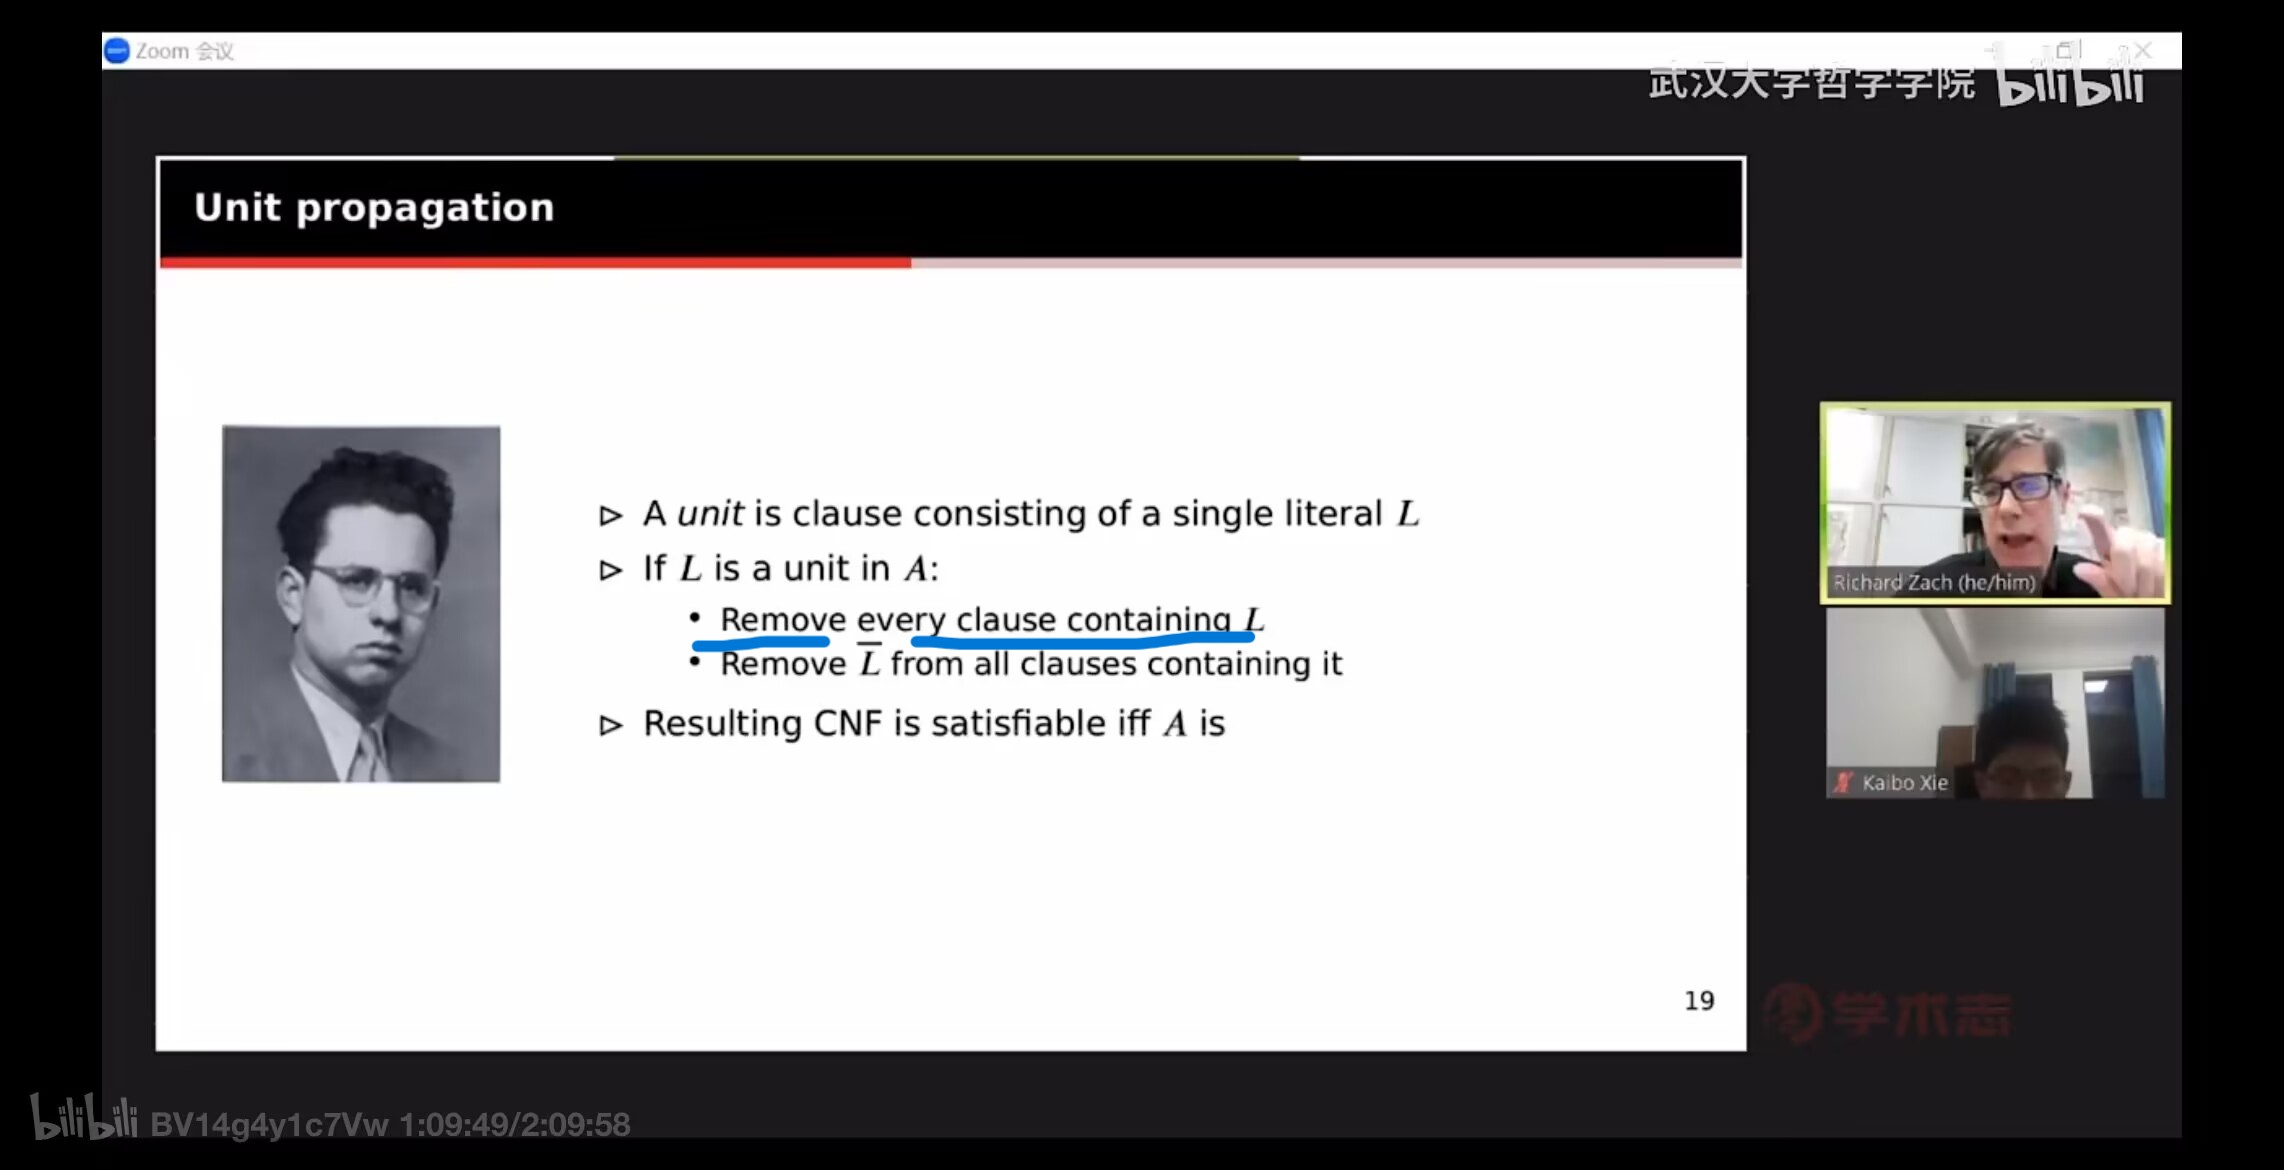 Zoom 会议
武汉大学哲学学院 bilibili
Unit propagation
▷ A unit is clause consisting of a single literal L
▷ If L is a unit in A:
• Remove every clause containing L
• Remove L̅ from all clauses containing it
▷ Resulting CNF is satisfiable iff A is
Richard Zach (he/him)
Kaibo Xie
19
学术志
bilibili BV14g4y1c7Vw 1:09:49/2:09:58